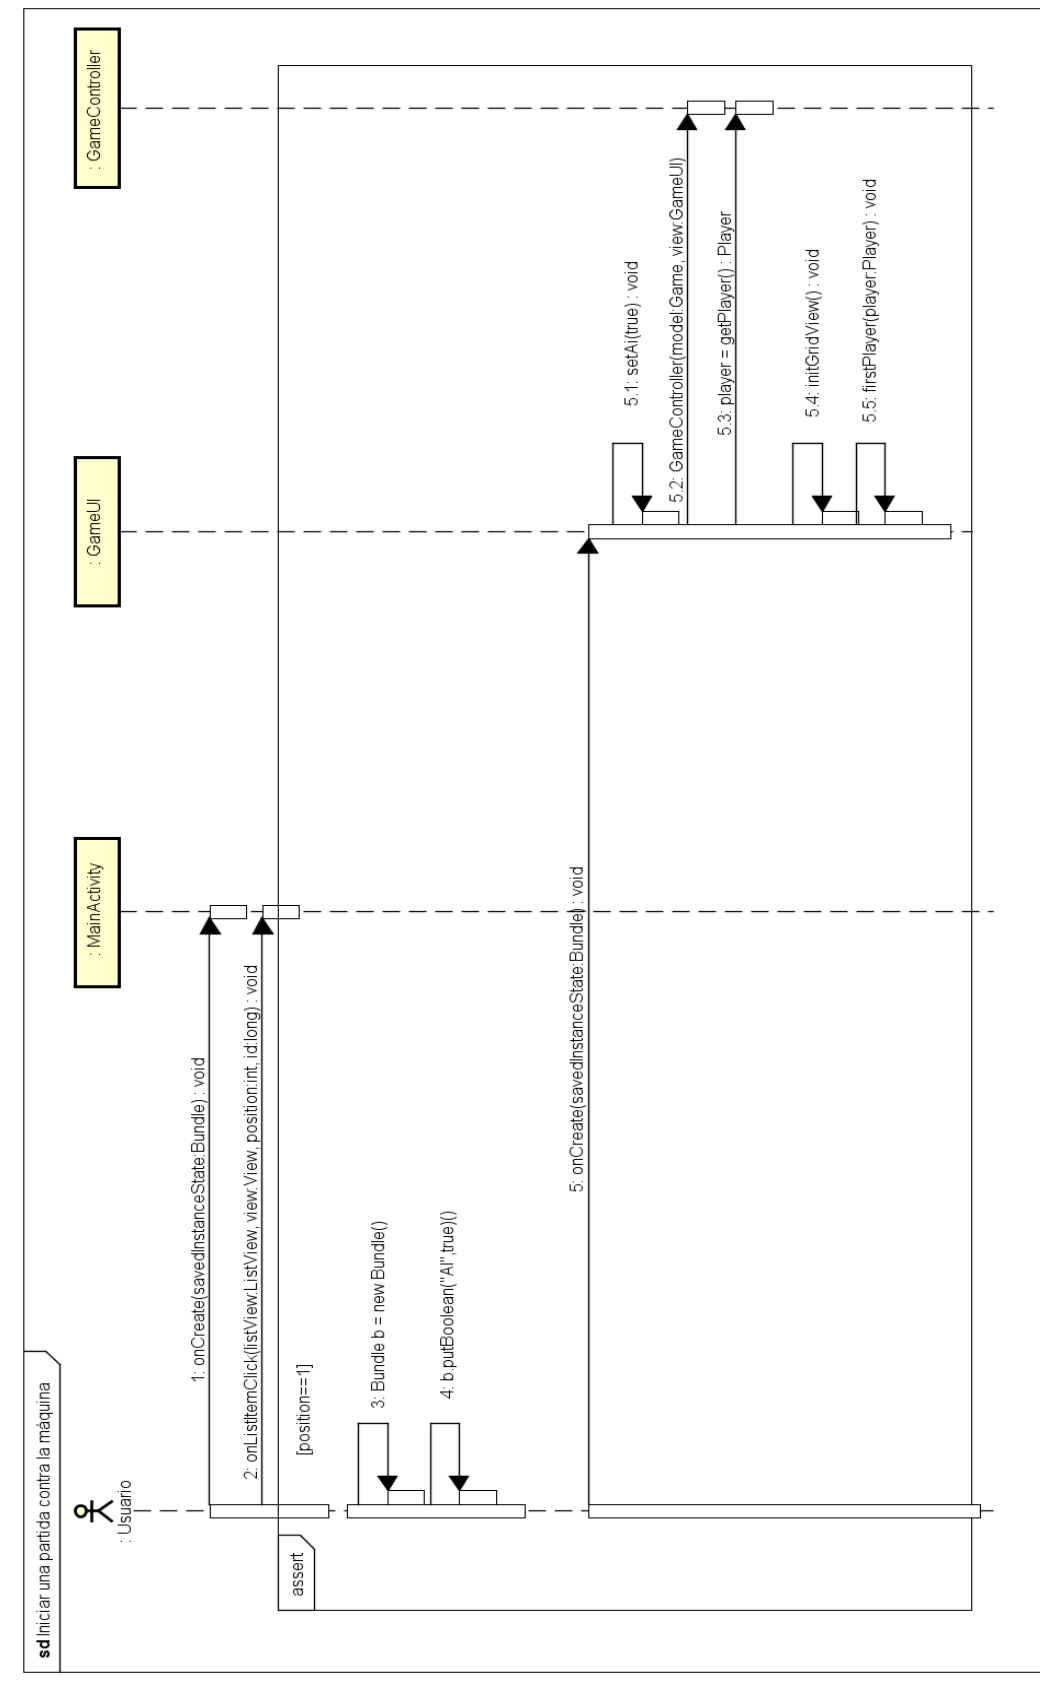 sd Iniciar una partida contra la máquina
: Usuario
: MainActivity
: GameUI
: GameController
1: onCreate(savedInstanceState:Bundle) : void
2: onListItemClick(listView:ListView, view:View, position:int, id:long) : void
assert
[position==1]
3: Bundle b = new Bundle()
4: b.putBoolean("AI",true)()
5: onCreate(savedInstanceState:Bundle) : void
5.1: setAi(true) : void
5.2: GameController(model:Game, view:GameUI)
5.3: player = getPlayer() : Player
5.4: initGridView() : void
5.5: firstPlayer(player:Player) : void